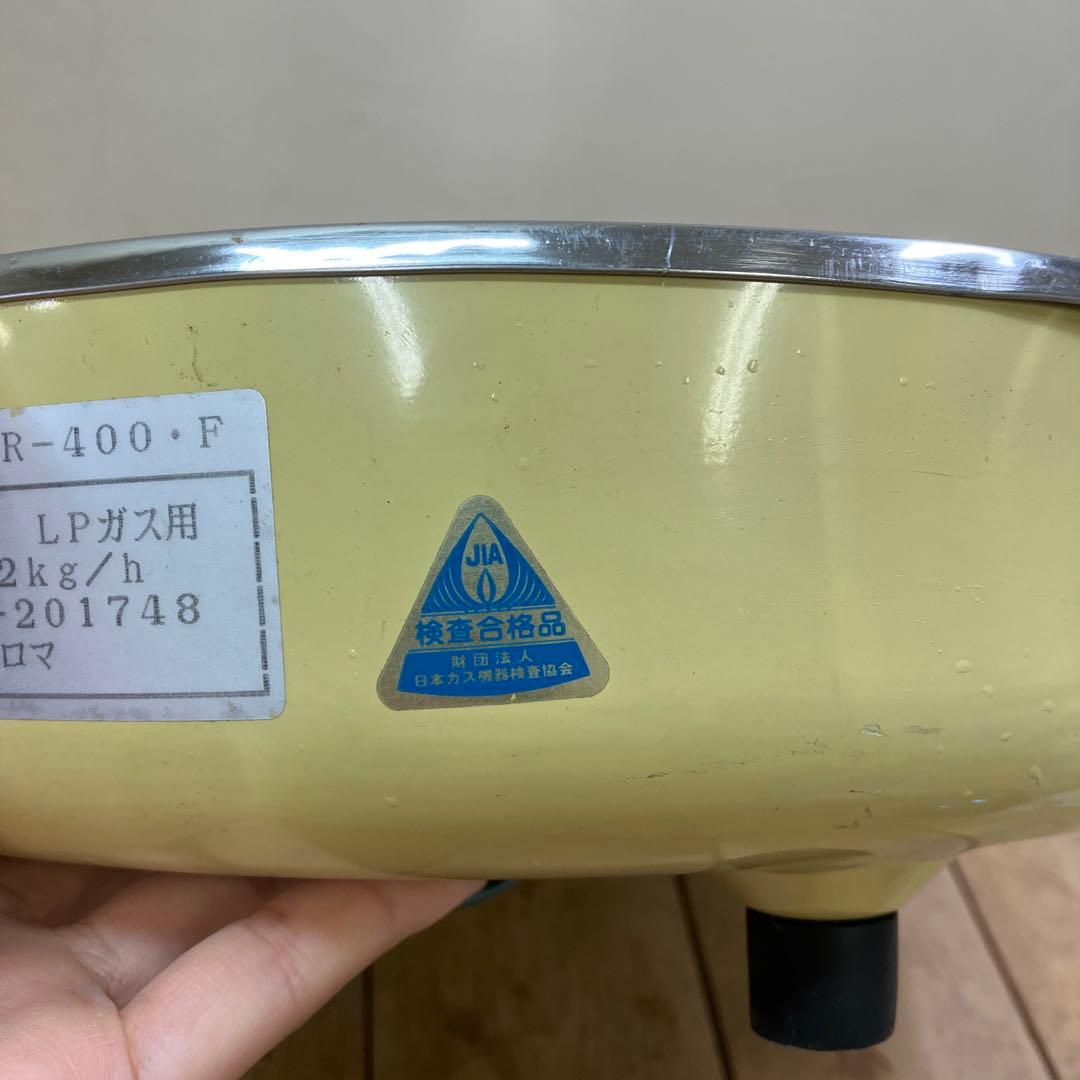 R-400・F
LPガス用
2kg/h
-201748
ロマ
JIA
検査合格品
財団法人
日本ガス機器検査協会